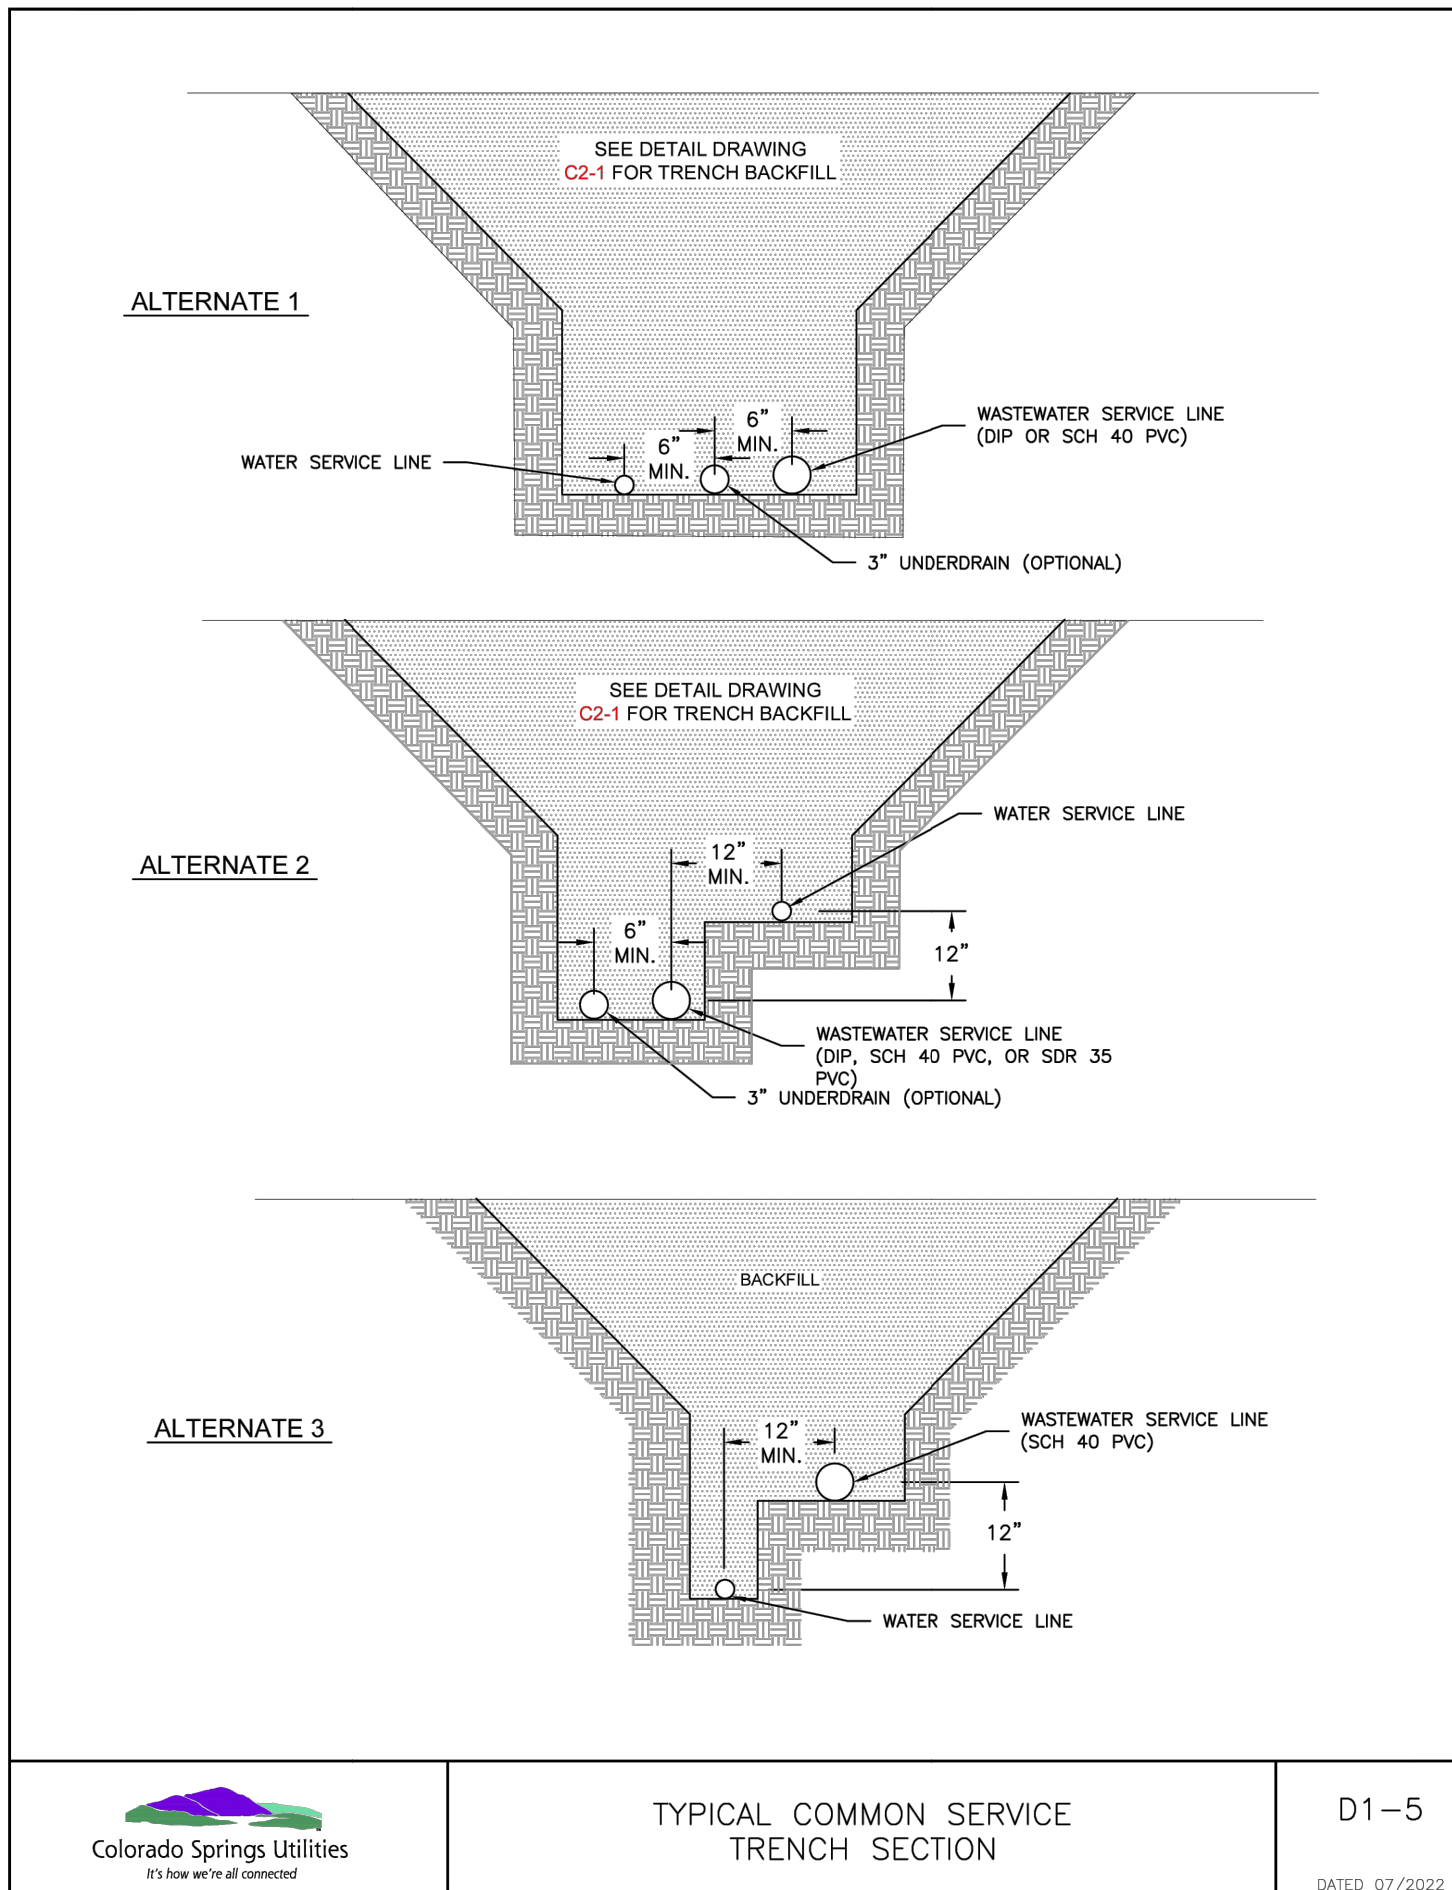 SEE DETAIL DRAWING
C2-1 FOR TRENCH BACKFILL
ALTERNATE 1
6”
MIN.
6”
MIN.
WASTEWATER SERVICE LINE
(DIP OR SCH 40 PVC)
WATER SERVICE LINE
3” UNDERDRAIN (OPTIONAL)
SEE DETAIL DRAWING
C2-1 FOR TRENCH BACKFILL
WATER SERVICE LINE
ALTERNATE 2
12”
MIN.
6”
MIN.
12”
WASTEWATER SERVICE LINE
(DIP, SCH 40 PVC, OR SDR 35
PVC)
3” UNDERDRAIN (OPTIONAL)
BACKFILL
ALTERNATE 3
12”
MIN.
WASTEWATER SERVICE LINE
(SCH 40 PVC)
12”
WATER SERVICE LINE
Colorado Springs Utilities
It's how we're all connected
TYPICAL COMMON SERVICE
TRENCH SECTION
D1-5
DATED 07/2022